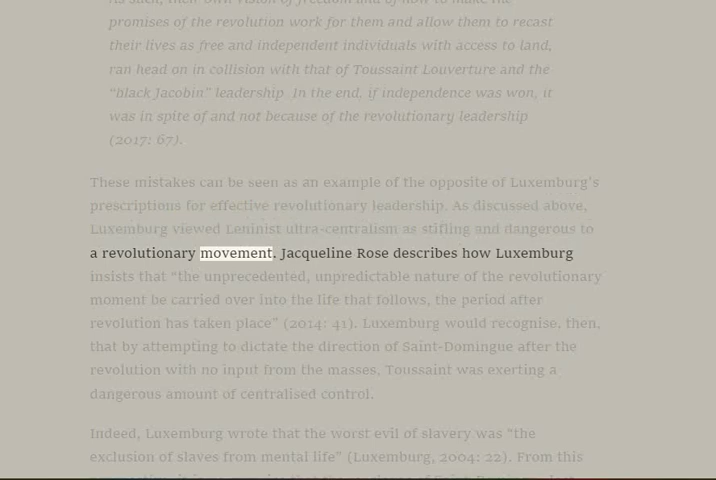 As such, their own vision of freedom and of how to make the
promises of the revolution work for them and allow them to recast
their lives as free and independent individuals with access to land,
ran head on in collision with that of Toussaint Louverture and the
“black Jacobin” leadership. In the end, if independence was won, it
was in spite of and not because of the revolutionary leadership
(2017: 67).
These mistakes can be seen as an example of the opposite of Luxemburg’s
prescriptions for effective revolutionary leadership. As discussed above,
Luxemburg viewed Leninist ultra-centralism as stifling and dangerous to
a revolutionary movement. Jacqueline Rose describes how Luxemburg
insists that “the unprecedented, unpredictable nature of the revolutionary
moment be carried over into the life that follows, the period after
revolution has taken place” (2014: 41). Luxemburg would recognise, then,
that by attempting to dictate the direction of Saint-Domingue after the
revolution with no input from the masses, Toussaint was exerting a
dangerous amount of centralised control.
Indeed, Luxemburg wrote that the worst evil of slavery was “the
exclusion of slaves from mental life” (Luxemburg, 2004: 22). From this